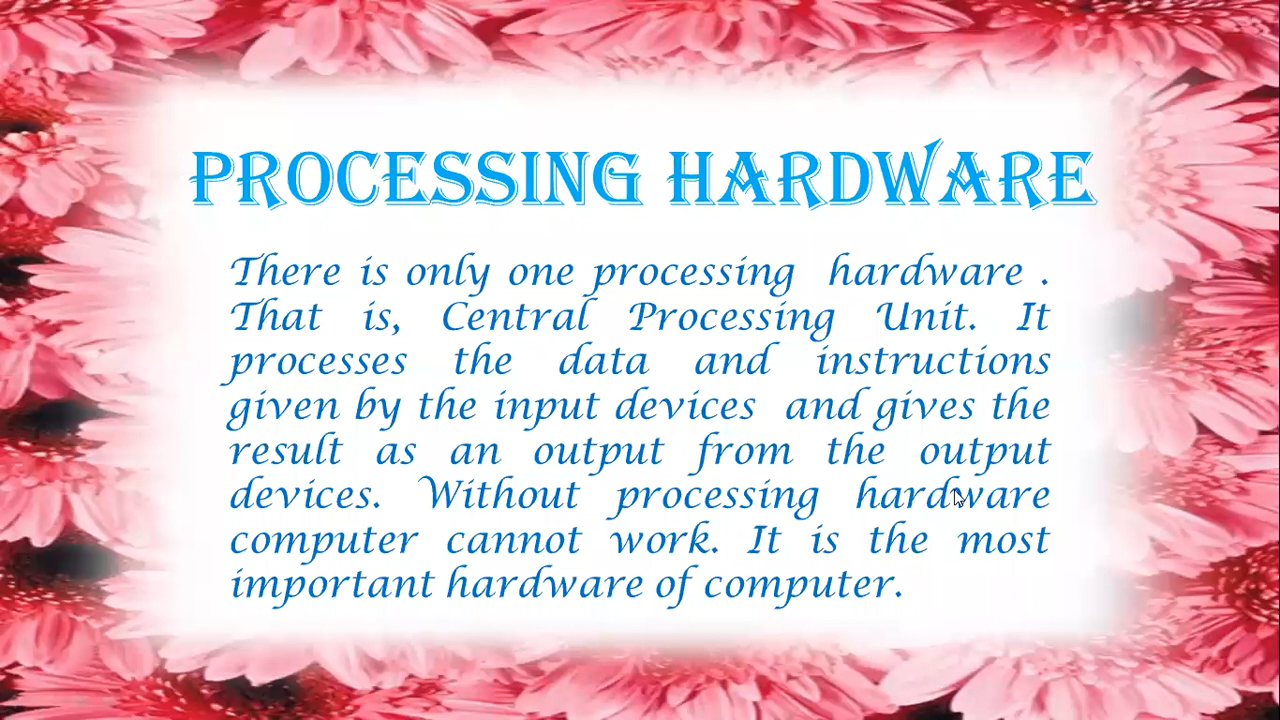 PROCESSING HARDWARE
There is only one processing hardware .
That is, Central Processing Unit. It
processes the data and instructions
given by the input devices and gives the
result as an output from the output
devices. Without processing hardware
computer cannot work. It is the most
important hardware of computer.